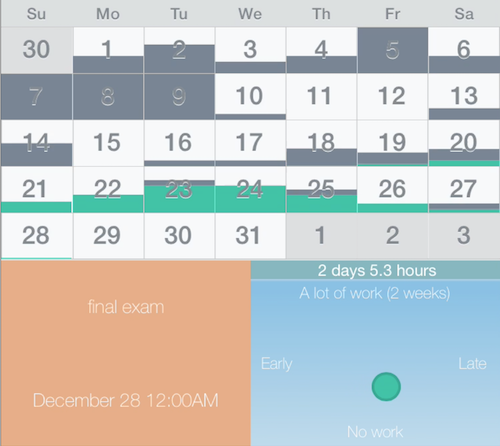 Su Mo Tu We Th Fr Sa
30 1 2 3 4 5 6
7 8 9 10 11 12 13
14 15 16 17 18 19 20
21 22 23 24 25 26 27
28 29 30 31 1 2 3
2 days 5.3 hours
A lot of work (2 weeks)
final exam
Early Late
December 28 12:00AM
No work